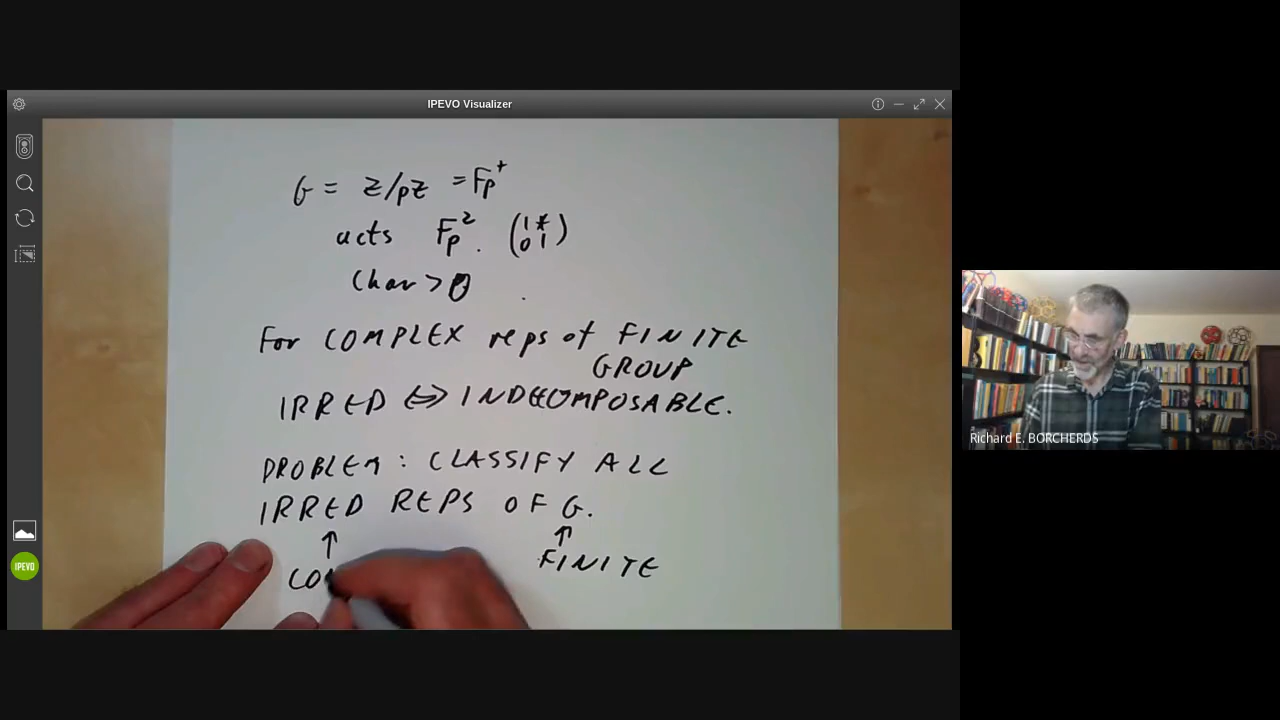 IPEVO Visualizer
G = Z/pZ = Fp⁺
acts Fp². (1 * 0 1)
Char > 0
For COMPLEX reps of FINITE
GROUP
IRRED ⇔ INDECOMPOSABLE.
PROBLEM : CLASSIFY ALL
IRRED REPS OF G.
↑ ↑
FINITE
IPEVO
Richard E. BORCHERDS